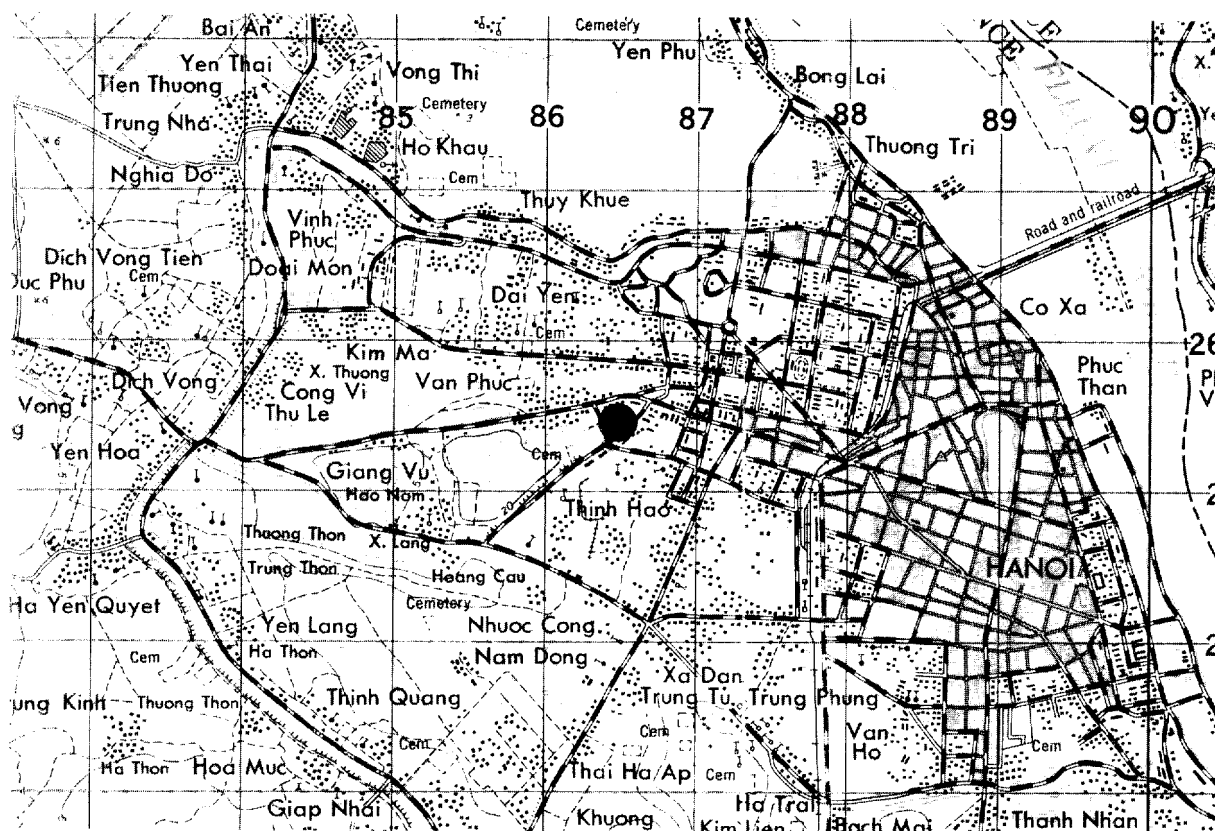 Bai An
Cemetery
Yen Phu
Yen Thai
Tien Thuong
Vong Thi
Bong Lai
Cemetery
85
86
87
88
89
90
Trung Nha
Ho Khau
Thuong Tri
Nghia Do
Cem
Thuy Khue
Road and railroad
Vinh
Phuc
Dich Vong Tien
Cem
Doai Mon
Dai Yen
Co Xa
Cem
26
Kim Ma
X. Thuong
Van Phuc
Phuc
Than
Dich Vong
Cong Vi
Thu Le
Vong
Yen Hoa
Giang Vu
Hao Nam
Cem
20
Thinh Hao
Thuong Thon
X. Lang
Trung Thon
Hoang Cau
HANOI
Ha Yen Quyet
Cemetery
Yen Lang
Ha Thon
Nhuoc Cong
Cem
Nam Dong
Xa Dan
Thuong Thon
Thinh Quang
Trung Tu
Trung Phung
Cem
Cem
Van
Ho
Cem
Ha Thon
Hoa Muc
Thai Ha Ap
Cem
Giap Nhai
Khuong
Ha Trai
Kim Lien
Bach Mai
Thanh Nhan